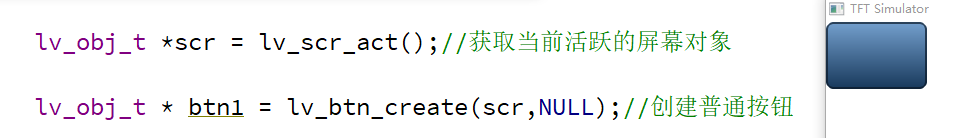 TFT Simulator
lv_obj_t *scr = lv_scr_act();//获取当前活跃的屏幕对象
lv_obj_t * btn1 = lv_btn_create(scr,NULL);//创建普通按钮